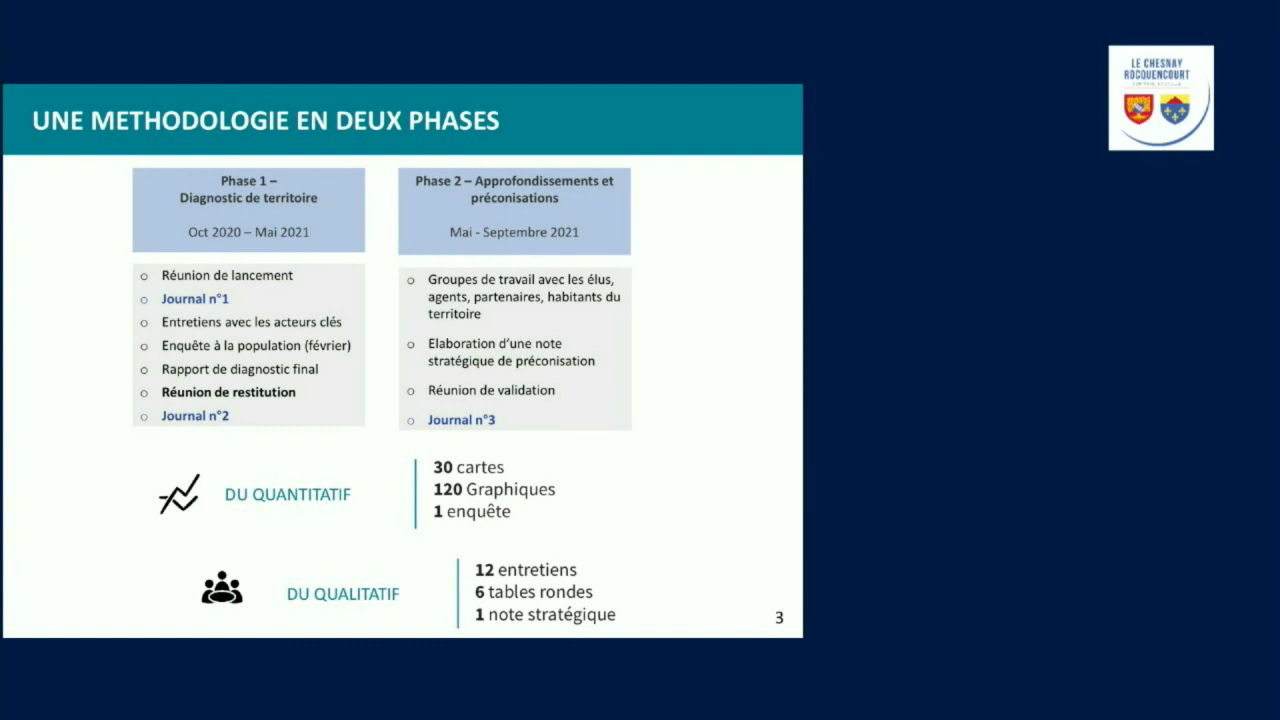 LE CHESNAY
ROCQUENCOURT
UNE METHODOLOGIE EN DEUX PHASES
Phase 1 –
Diagnostic de territoire
Oct 2020 – Mai 2021
o Réunion de lancement
o Journal n°1
o Entretiens avec les acteurs clés
o Enquête à la population (février)
o Rapport de diagnostic final
o Réunion de restitution
o Journal n°2
Phase 2 – Approfondissements et
préconisations
Mai - Septembre 2021
o Groupes de travail avec les élus,
agents, partenaires, habitants du
territoire
o Elaboration d'une note
stratégique de préconisation
o Réunion de validation
o Journal n°3
DU QUANTITATIF
30 cartes
120 Graphiques
1 enquête
DU QUALITATIF
12 entretiens
6 tables rondes
1 note stratégique
3